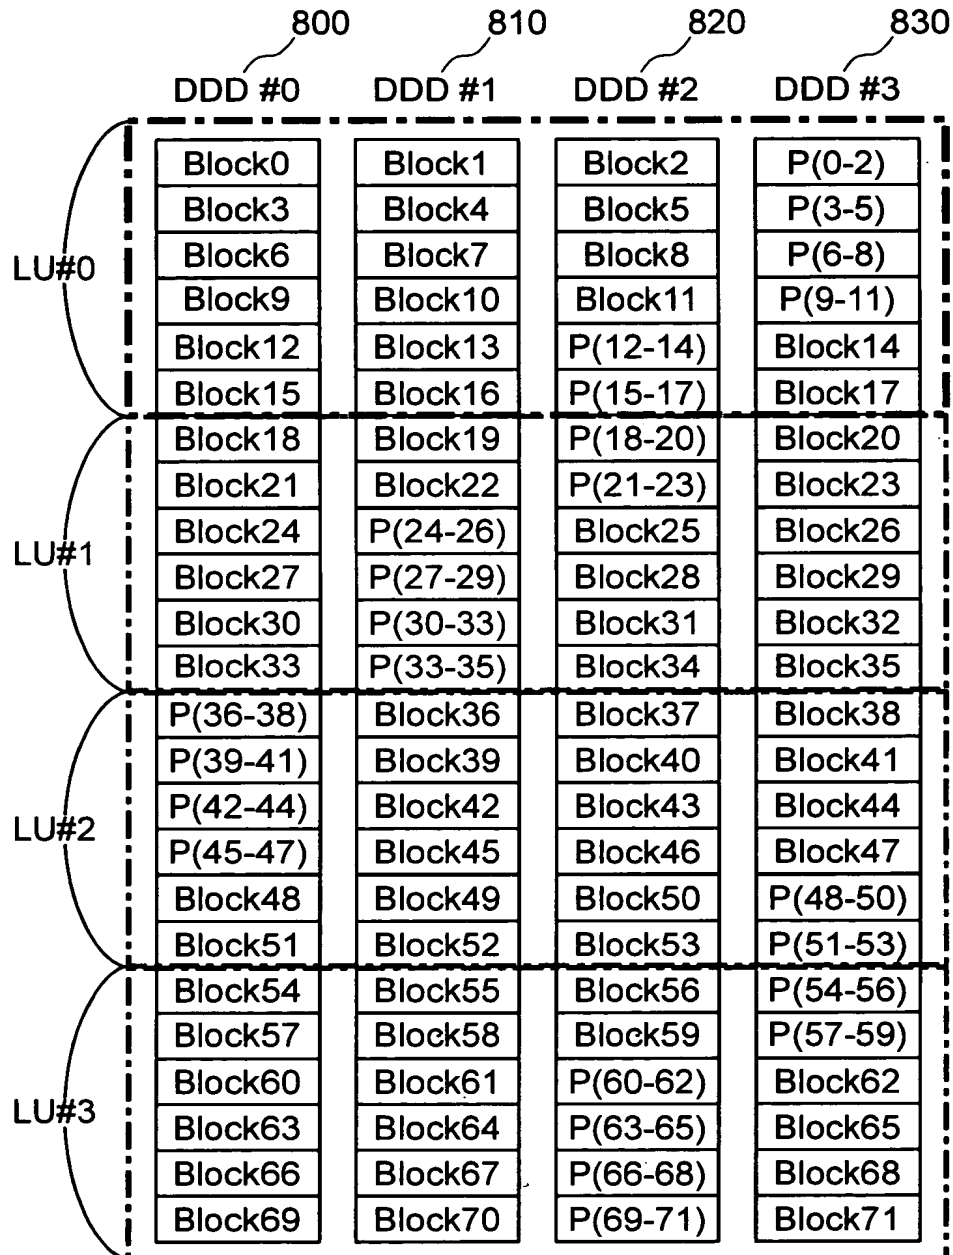 800 810 820 830
DDD #0 DDD #1 DDD #2 DDD #3
Block0 Block1 Block2 P(0-2)
Block3 Block4 Block5 P(3-5)
LU#0 Block6 Block7 Block8 P(6-8)
Block9 Block10 Block11 P(9-11)
Block12 Block13 P(12-14) Block14
Block15 Block16 P(15-17) Block17
Block18 Block19 P(18-20) Block20
Block21 Block22 P(21-23) Block23
LU#1 Block24 P(24-26) Block25 Block26
Block27 P(27-29) Block28 Block29
Block30 P(30-33) Block31 Block32
Block33 P(33-35) Block34 Block35
P(36-38) Block36 Block37 Block38
P(39-41) Block39 Block40 Block41
LU#2 P(42-44) Block42 Block43 Block44
P(45-47) Block45 Block46 Block47
Block48 Block49 Block50 P(48-50)
Block51 Block52 Block53 P(51-53)
Block54 Block55 Block56 P(54-56)
Block57 Block58 Block59 P(57-59)
LU#3 Block60 Block61 P(60-62) Block62
Block63 Block64 P(63-65) Block65
Block66 Block67 P(66-68) Block68
Block69 Block70 P(69-71) Block71